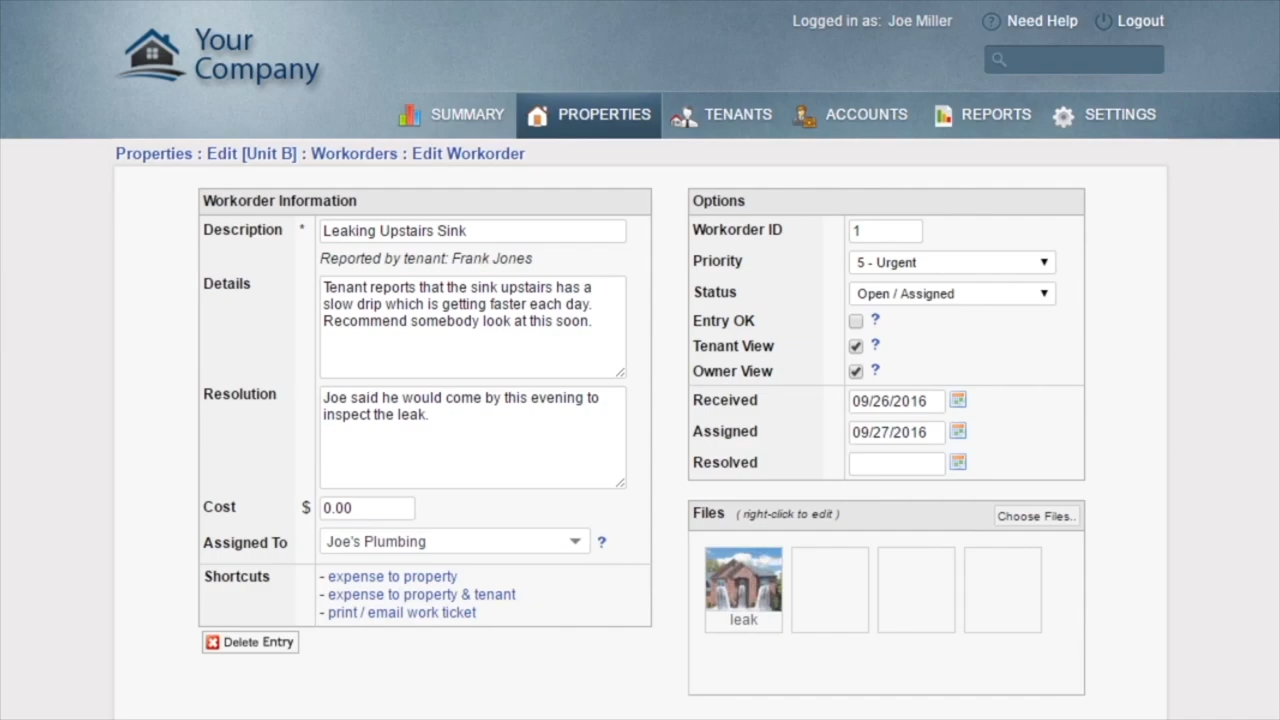 Logged in as: Joe Miller
Need Help
Logout
Your
Company
SUMMARY
PROPERTIES
TENANTS
ACCOUNTS
REPORTS
SETTINGS
Properties : Edit [Unit B] : Workorders : Edit Workorder
Workorder Information
Description * Leaking Upstairs Sink
Reported by tenant: Frank Jones
Details
Tenant reports that the sink upstairs has a
slow drip which is getting faster each day.
Recommend somebody look at this soon.
Resolution
Joe said he would come by this evening to
inspect the leak.
Cost $ 0.00
Assigned To Joe's Plumbing ?
Shortcuts
- expense to property
- expense to property & tenant
- print / email work ticket
Delete Entry
Options
Workorder ID 1
Priority 5 - Urgent
Status Open / Assigned
Entry OK ?
Tenant View ?
Owner View ?
Received 09/26/2016
Assigned 09/27/2016
Resolved
Files ( right-click to edit ) Choose Files..
leak